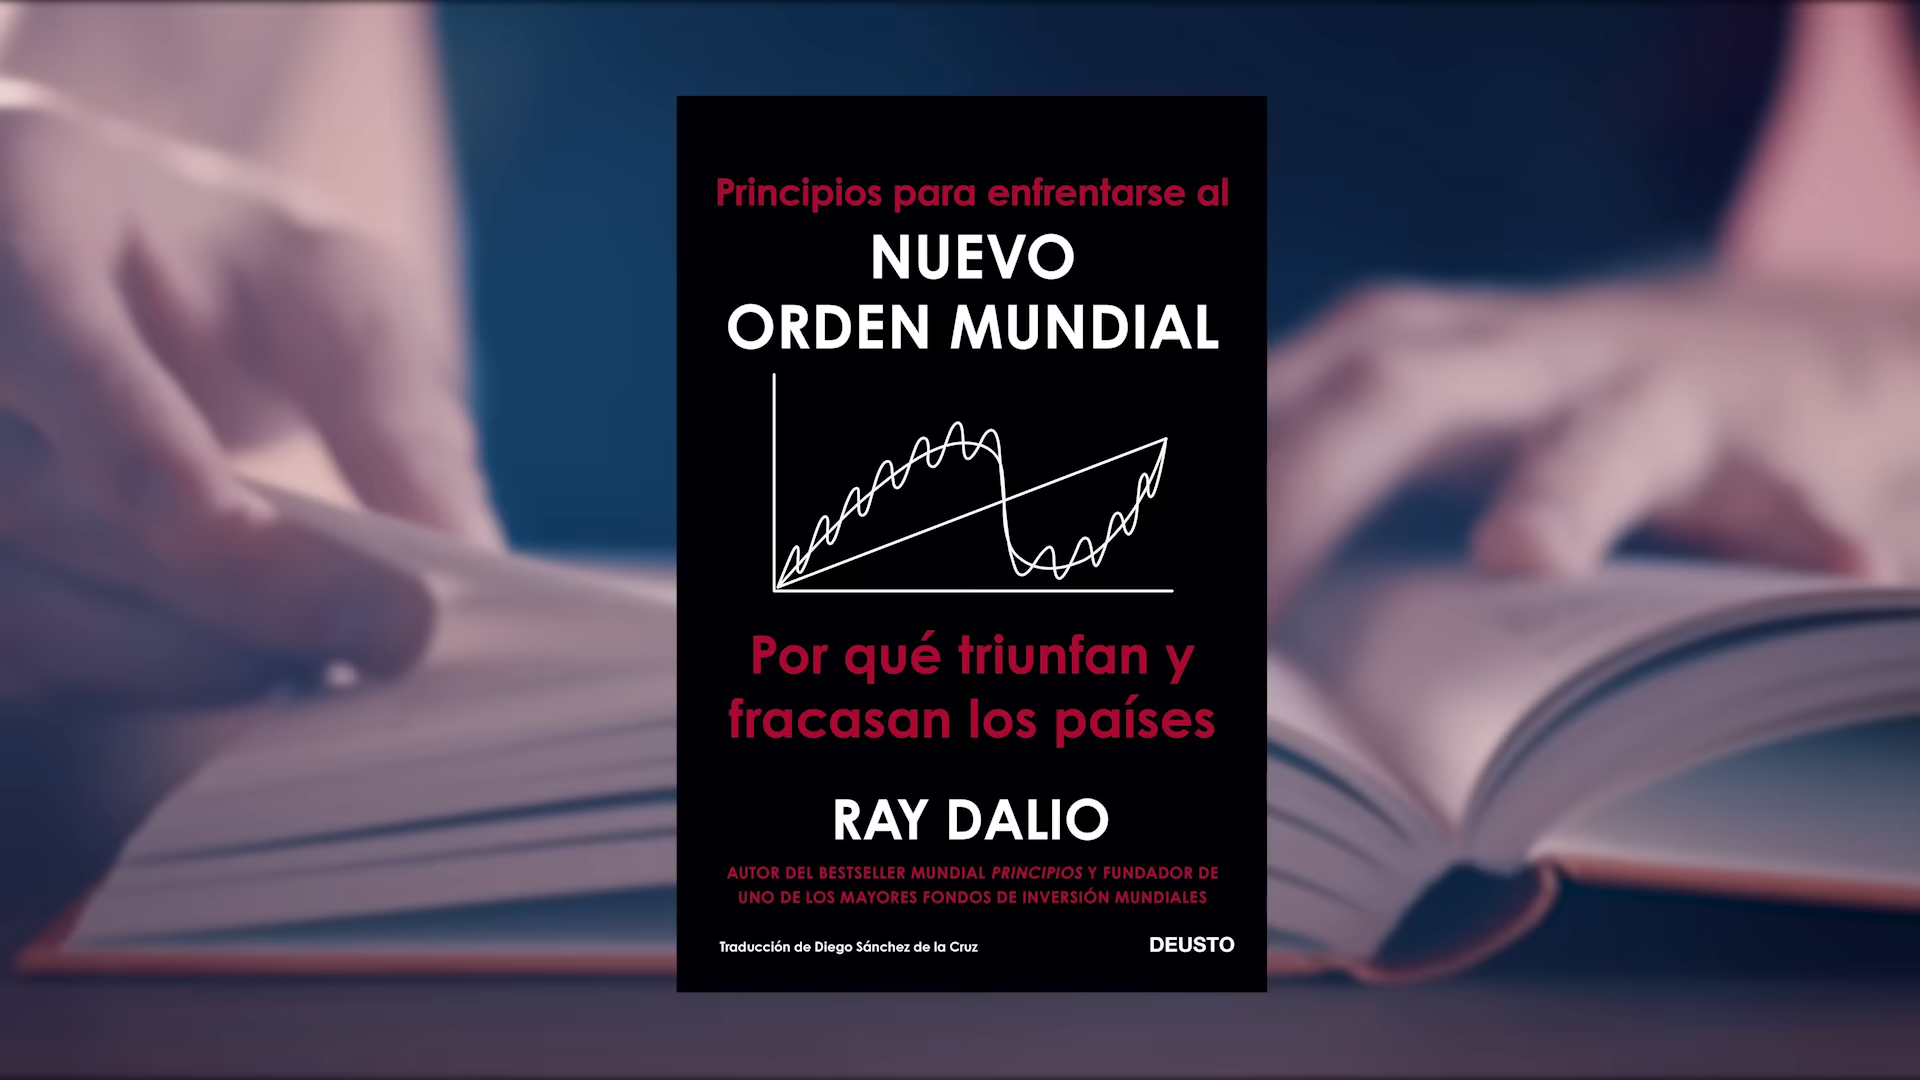 Principios para enfrentarse al
NUEVO
ORDEN MUNDIAL
Por qué triunfan y
fracasan los países
RAY DALIO
AUTOR DEL BESTSELLER MUNDIAL PRINCIPIOS Y FUNDADOR DE
UNO DE LOS MAYORES FONDOS DE INVERSIÓN MUNDIALES
Traducción de Diego Sánchez de la Cruz
DEUSTO